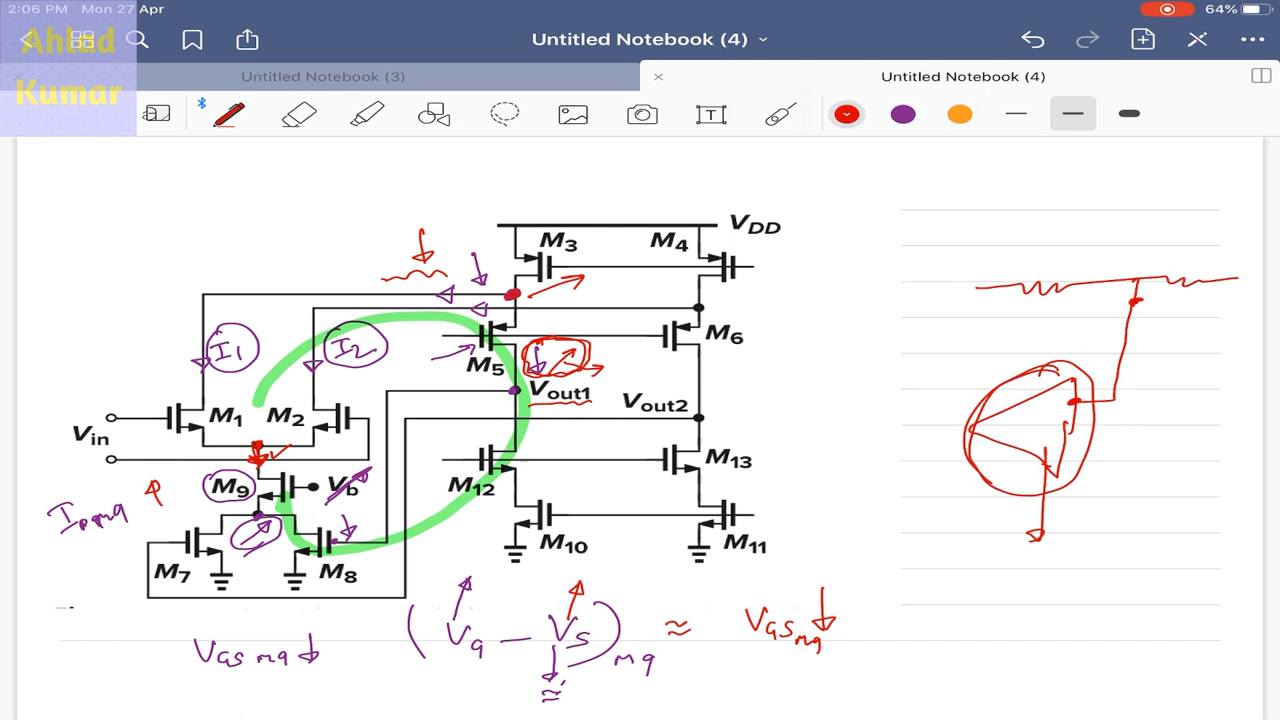 2:06 PM Mon 27 Apr
64%
Ahlad
Kumar
Untitled Notebook (4)
Untitled Notebook (3)
Untitled Notebook (4)
T
VDD
M3
M4
M5
M6
I1
I2
Vout1
Vout2
M1
M2
Vin
M9
Vb
M12
M13
M7
M8
M10
M11
VGS M9 ↓
( VG − VS ) M9 ≈ VGS M9 ↓
≈